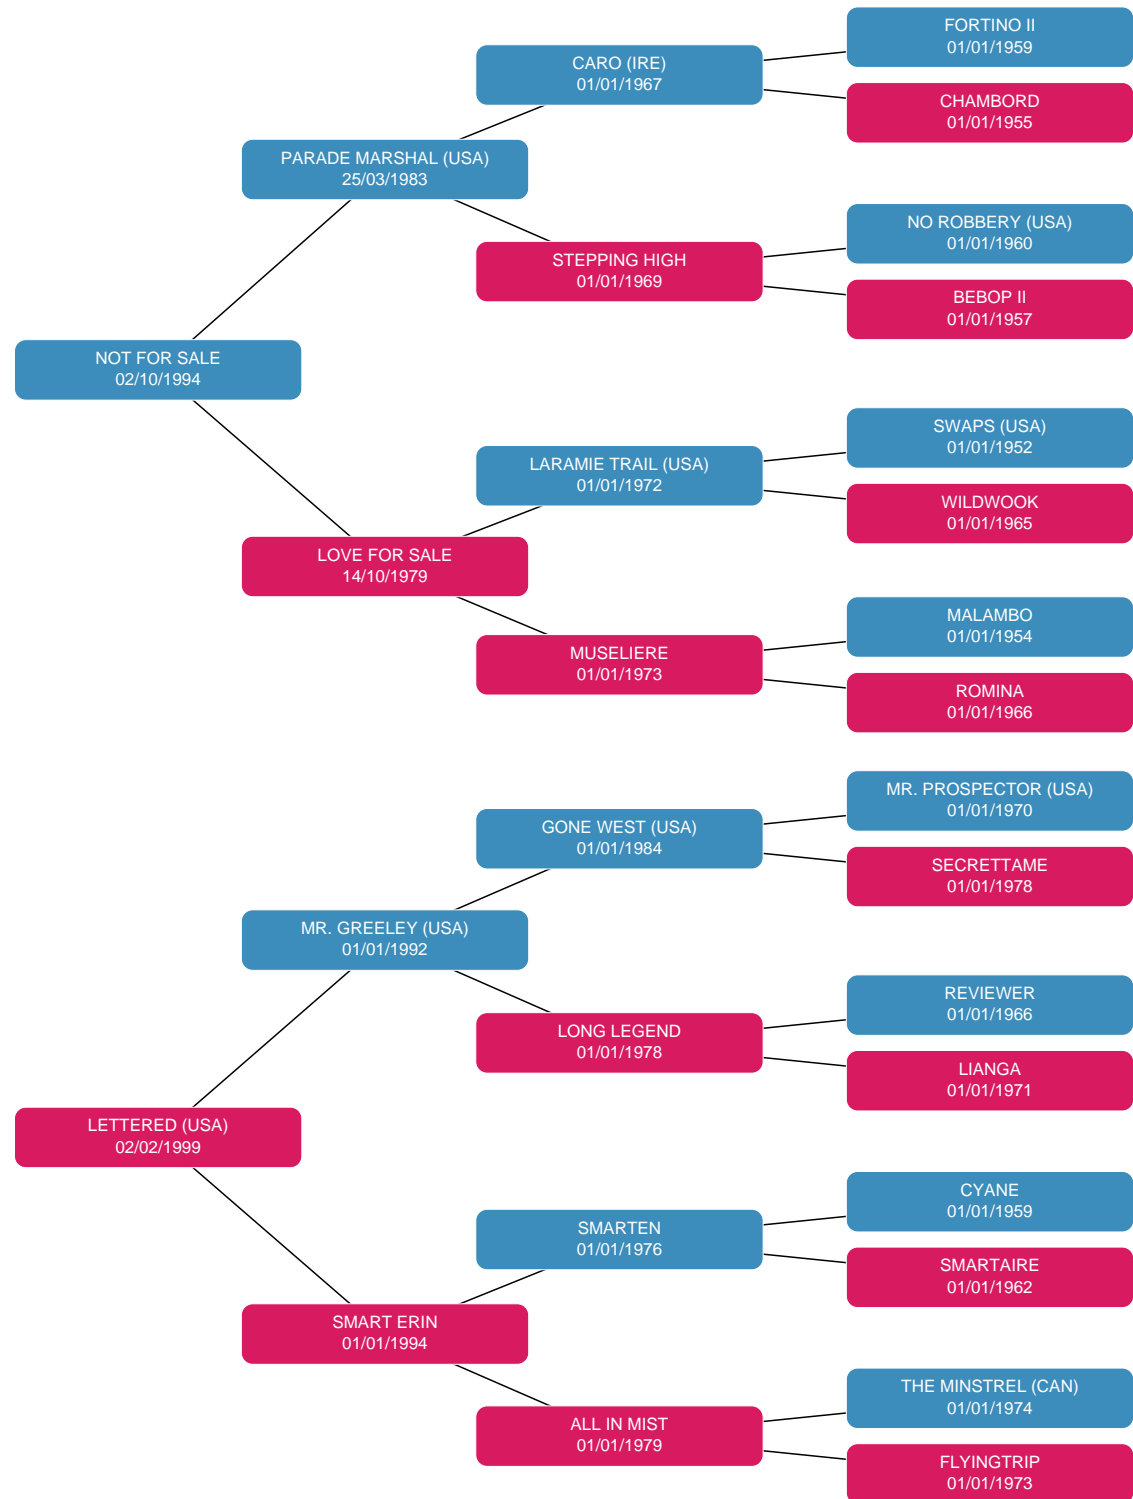 FORTINO II
01/01/1959
CARO (IRE)
01/01/1967
CHAMBORD
01/01/1955
PARADE MARSHAL (USA)
25/03/1983
NO ROBBERY (USA)
01/01/1960
STEPPING HIGH
01/01/1969
BEBOP II
01/01/1957
NOT FOR SALE
02/10/1994
SWAPS (USA)
01/01/1952
LARAMIE TRAIL (USA)
01/01/1972
WILDWOOK
01/01/1965
LOVE FOR SALE
14/10/1979
MALAMBO
01/01/1954
MUSELIERE
01/01/1973
ROMINA
01/01/1966
MR. PROSPECTOR (USA)
01/01/1970
GONE WEST (USA)
01/01/1984
SECRETTAME
01/01/1978
MR. GREELEY (USA)
01/01/1992
REVIEWER
01/01/1966
LONG LEGEND
01/01/1978
LIANGA
01/01/1971
LETTERED (USA)
02/02/1999
CYANE
01/01/1959
SMARTEN
01/01/1976
SMARTAIRE
01/01/1962
SMART ERIN
01/01/1994
THE MINSTREL (CAN)
01/01/1974
ALL IN MIST
01/01/1979
FLYINGTRIP
01/01/1973